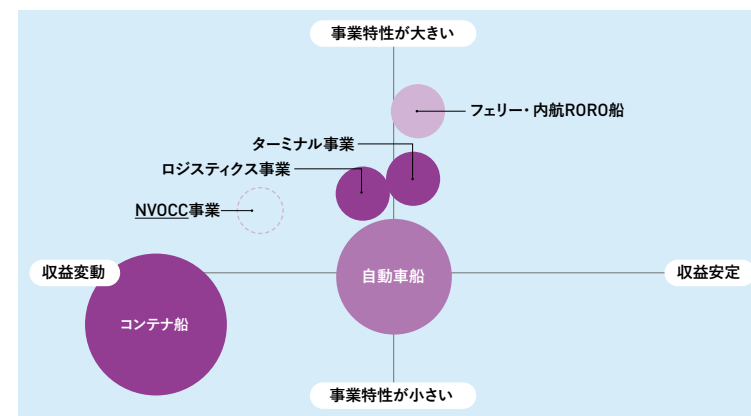 事業特性が大きい
フェリー・内航RORO船
ターミナル事業
ロジスティクス事業
NVOCC事業
収益変動
自動車船
収益安定
コンテナ船
事業特性が小さい